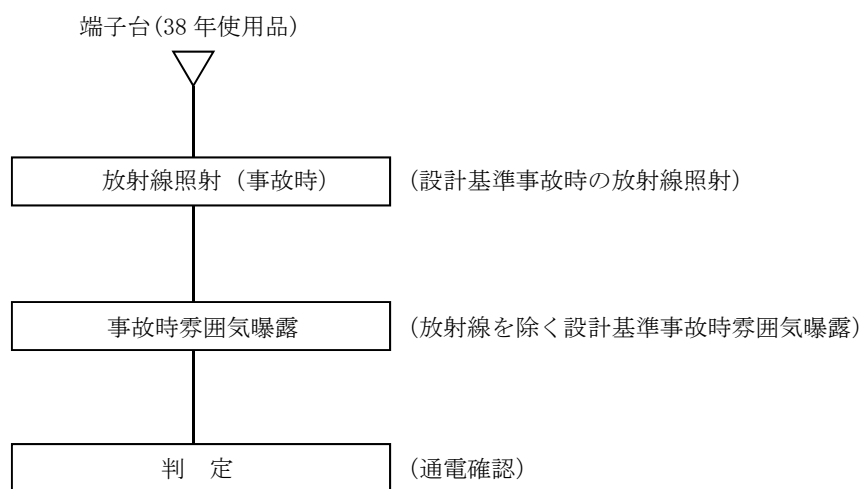 端子台(38 年使用品)
放射線照射（事故時）
(設計基準事故時の放射線照射)
事故時雰囲気曝露
(放射線を除く設計基準事故時雰囲気曝露)
判　定
(通電確認)